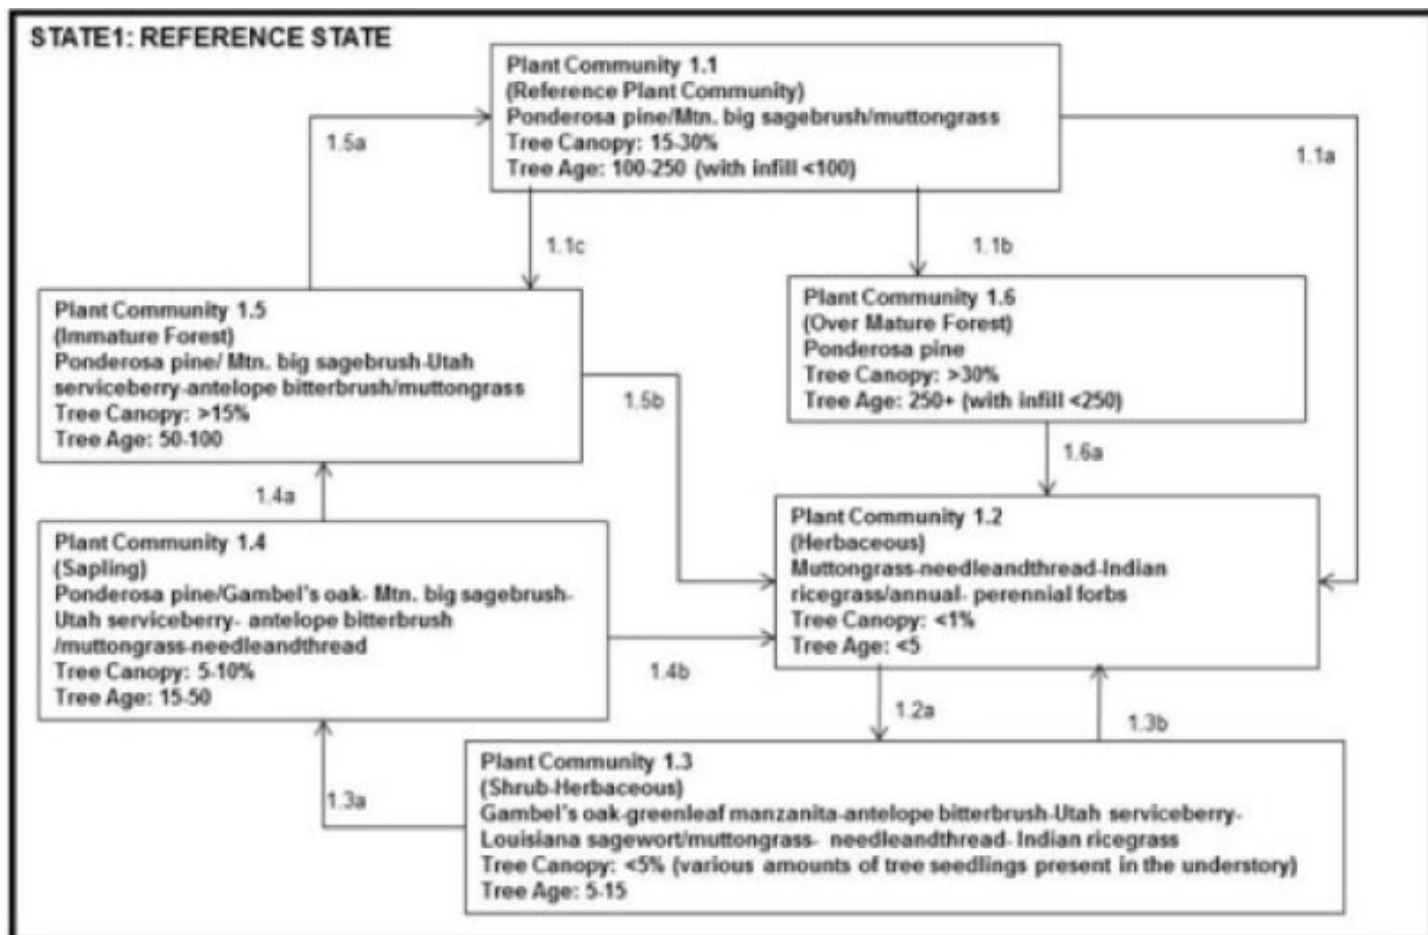 STATE1: REFERENCE STATE
Plant Community 1.1
(Reference Plant Community)
Ponderosa pine/Mtn. big sagebrush/muttongrass
Tree Canopy: 15-30%
Tree Age: 100-250 (with infill <100)
1.5a
1.1a
1.1c
1.1b
Plant Community 1.5
(Immature Forest)
Ponderosa pine/ Mtn. big sagebrush-Utah
serviceberry-antelope bitterbrush/muttongrass
Tree Canopy: >15%
Tree Age: 50-100
Plant Community 1.6
(Over Mature Forest)
Ponderosa pine
Tree Canopy: >30%
Tree Age: 250+ (with infill <250)
1.5b
1.6a
1.4a
Plant Community 1.4
(Sapling)
Ponderosa pine/Gambel's oak- Mtn. big sagebrush-
Utah serviceberry- antelope bitterbrush
/muttongrass-needleandthread
Tree Canopy: 5-10%
Tree Age: 15-50
Plant Community 1.2
(Herbaceous)
Muttongrass-needleandthread-Indian
ricegrass/annual- perennial forbs
Tree Canopy: <1%
Tree Age: <5
1.4b
1.2a
1.3b
1.3a
Plant Community 1.3
(Shrub-Herbaceous)
Gambel's oak-greenleaf manzanita-antelope bitterbrush-Utah serviceberry-
Louisiana sagewort/muttongrass- needleandthread- Indian ricegrass
Tree Canopy: <5% (various amounts of tree seedlings present in the understory)
Tree Age: 5-15